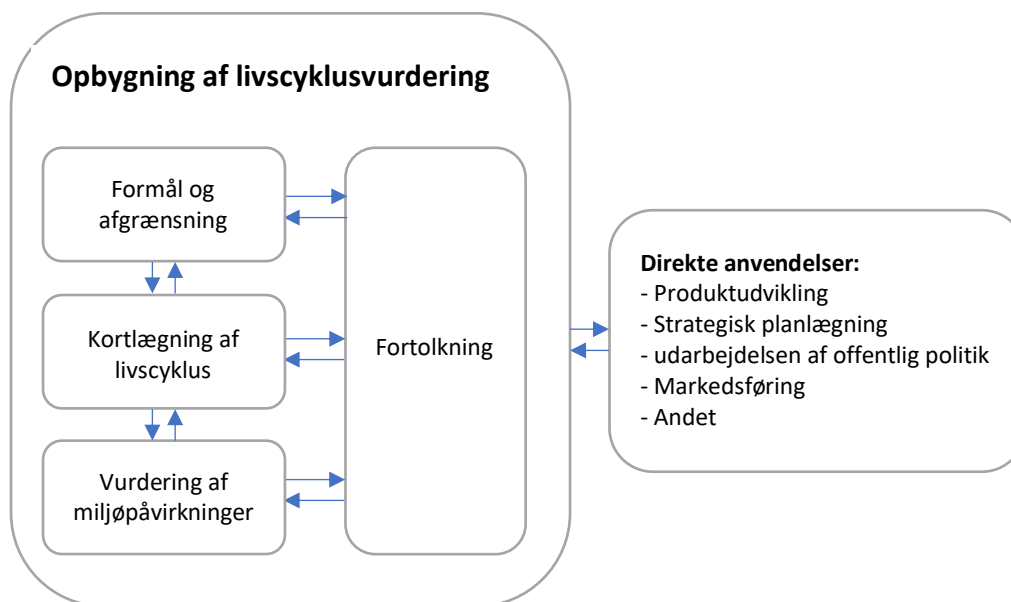 Opbygning af livscyklusvurdering
Formål og
afgrænsning
Kortlægning af
livscyklus
Vurdering af
miljøpåvirkninger
Fortolkning
Direkte anvendelser:
- Produktudvikling
- Strategisk planlægning
- udarbejdelsen af offentlig politik
- Markedsføring
- Andet